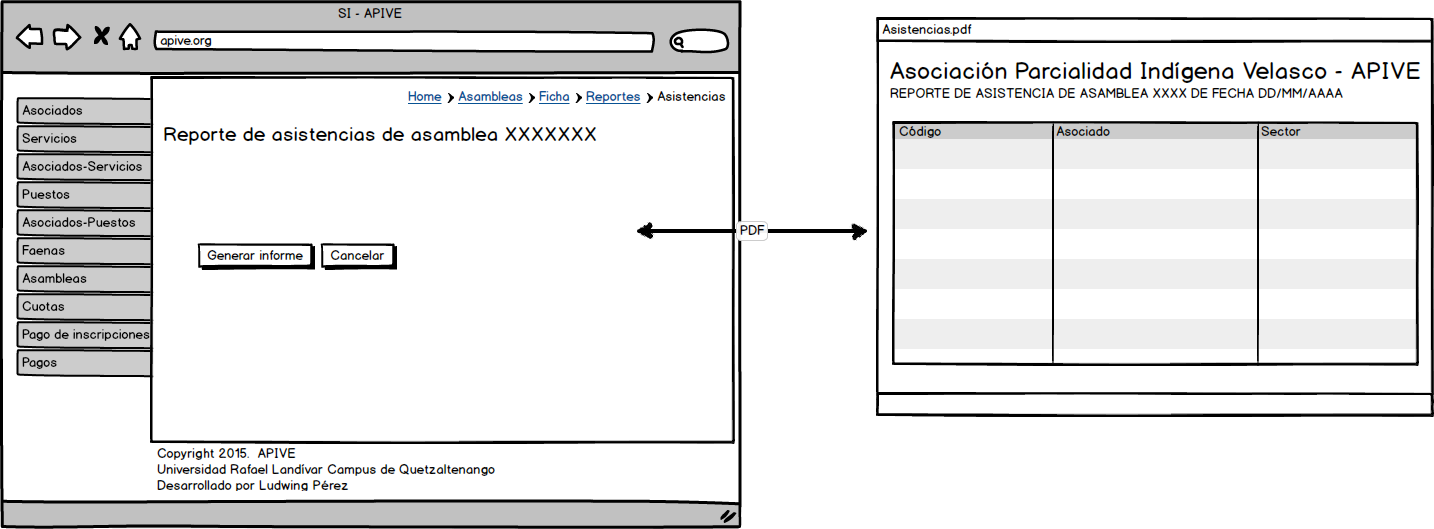 SI - APIVE
apive.org
Home Asambleas Ficha Reportes Asistencias
Asociados
Servicios
Asociados-Servicios
Puestos
Asociados-Puestos
Faenas
Asambleas
Cuotas
Pago de inscripciones
Pagos
Reporte de asistencias de asamblea XXXXXXX
Generar informe Cancelar
Copyright 2015. APIVE
Universidad Rafael Landívar Campus de Quetzaltenango
Desarrollado por Ludwing Pérez
PDF
Asistencias.pdf
Asociación Parcialidad Indígena Velasco - APIVE
REPORTE DE ASISTENCIA DE ASAMBLEA XXXX DE FECHA DD/MM/AAAA
Código Asociado Sector